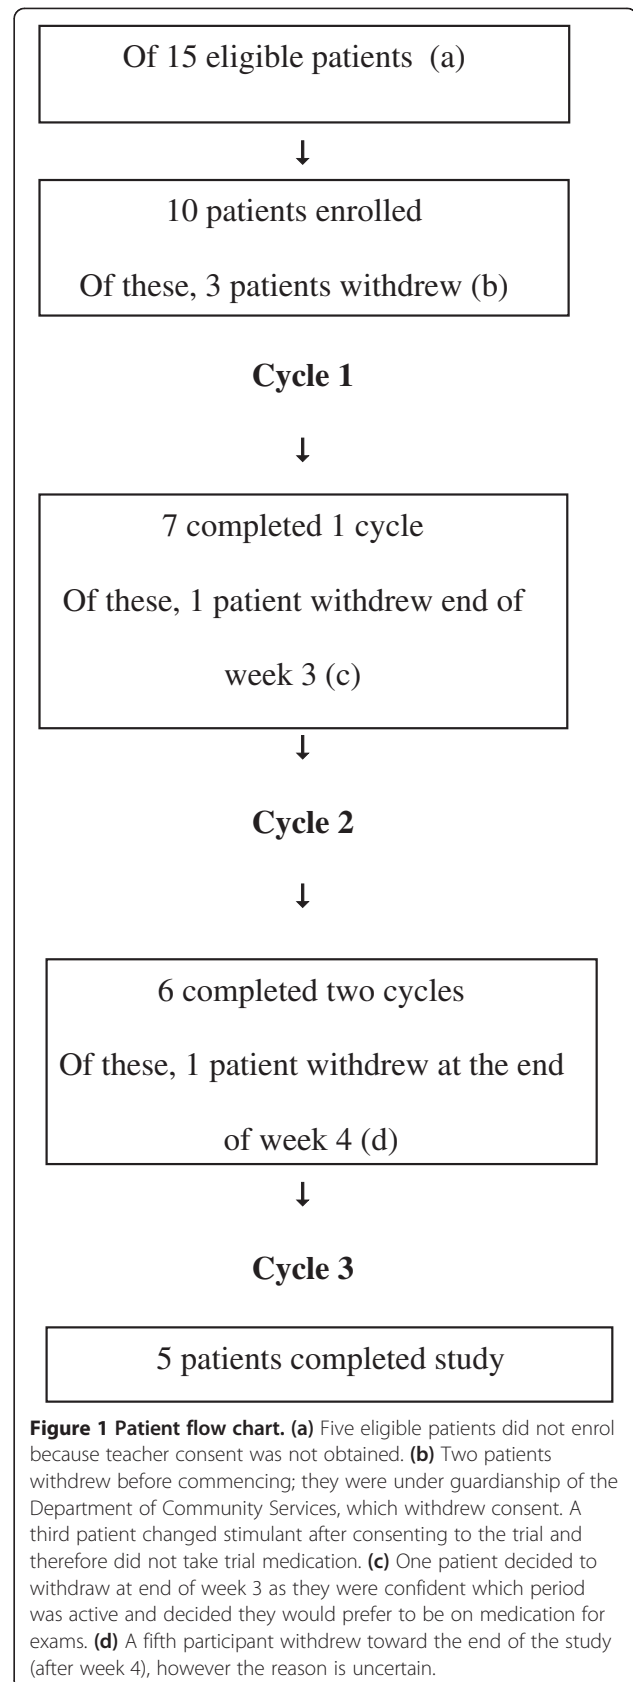 Of 15 eligible patients (a)
↓
10 patients enrolled
Of these, 3 patients withdrew (b)
Cycle 1
↓
7 completed 1 cycle
Of these, 1 patient withdrew end of
week 3 (c)
↓
Cycle 2
↓
6 completed two cycles
Of these, 1 patient withdrew at the end
of week 4 (d)
↓
Cycle 3
5 patients completed study
Figure 1 Patient flow chart. (a) Five eligible patients did not enrol
because teacher consent was not obtained. (b) Two patients
withdrew before commencing; they were under guardianship of the
Department of Community Services, which withdrew consent. A
third patient changed stimulant after consenting to the trial and
therefore did not take trial medication. (c) One patient decided to
withdraw at end of week 3 as they were confident which period
was active and decided they would prefer to be on medication for
exams. (d) A fifth participant withdrew toward the end of the study
(after week 4), however the reason is uncertain.